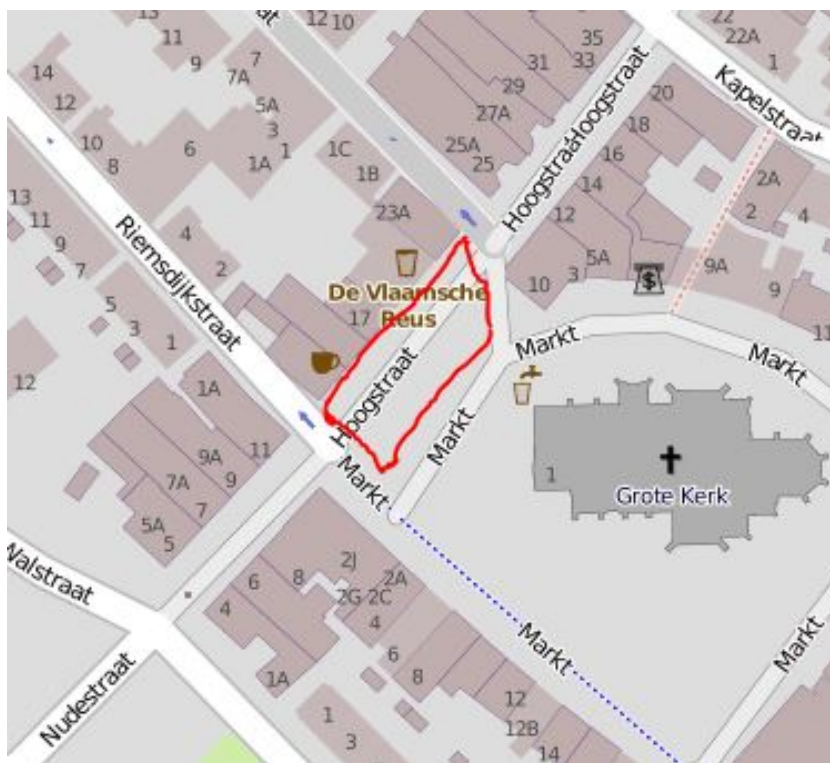 13
11
9
12
10
7
7A
5A
3
1
1A
14
12
10
8
6
1C
1B
23A
35
33
31
29
27A
25A
25
22
22A
1
Kapelstraat
20
18
16
14
12
10
3
5A
2A
2
4
9A
9
11
Hoogstraat
Hoogstraat
13
11
9
7
5
3
1
4
2
Riemsdijkstraat
De Vlaamsche
Reus
17
Hoogstraat
Markt
Markt
Markt
Markt
12
1A
11
9A
9
7A
7
5A
5
1
Grote Kerk
Walstraat
Nudestraat
4
6
8
2J
2G
2C
2A
4
6
8
1A
1
3
12
12B
14
Markt
Markt